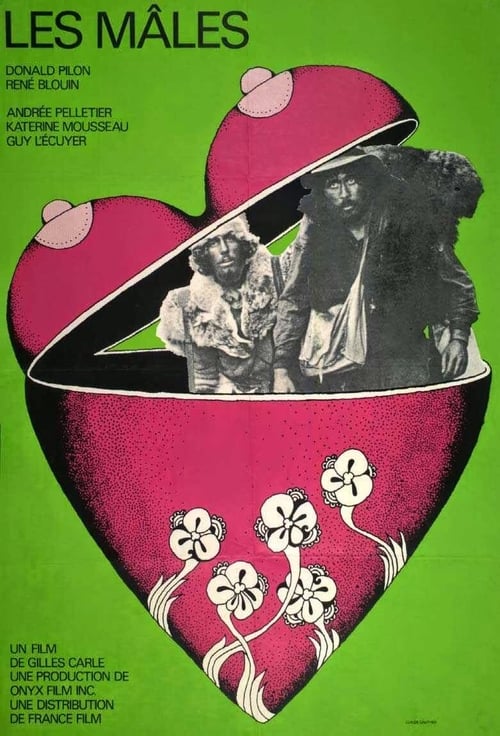 LES MÂLES
DONALD PILON
RENÉ BLOUIN
ANDRÉE PELLETIER
KATERINE MOUSSEAU
GUY L'ÉCUYER
UN FILM
DE GILLES CARLE
UNE PRODUCTION DE
ONYX FILM INC.
UNE DISTRIBUTION
DE FRANCE FILM